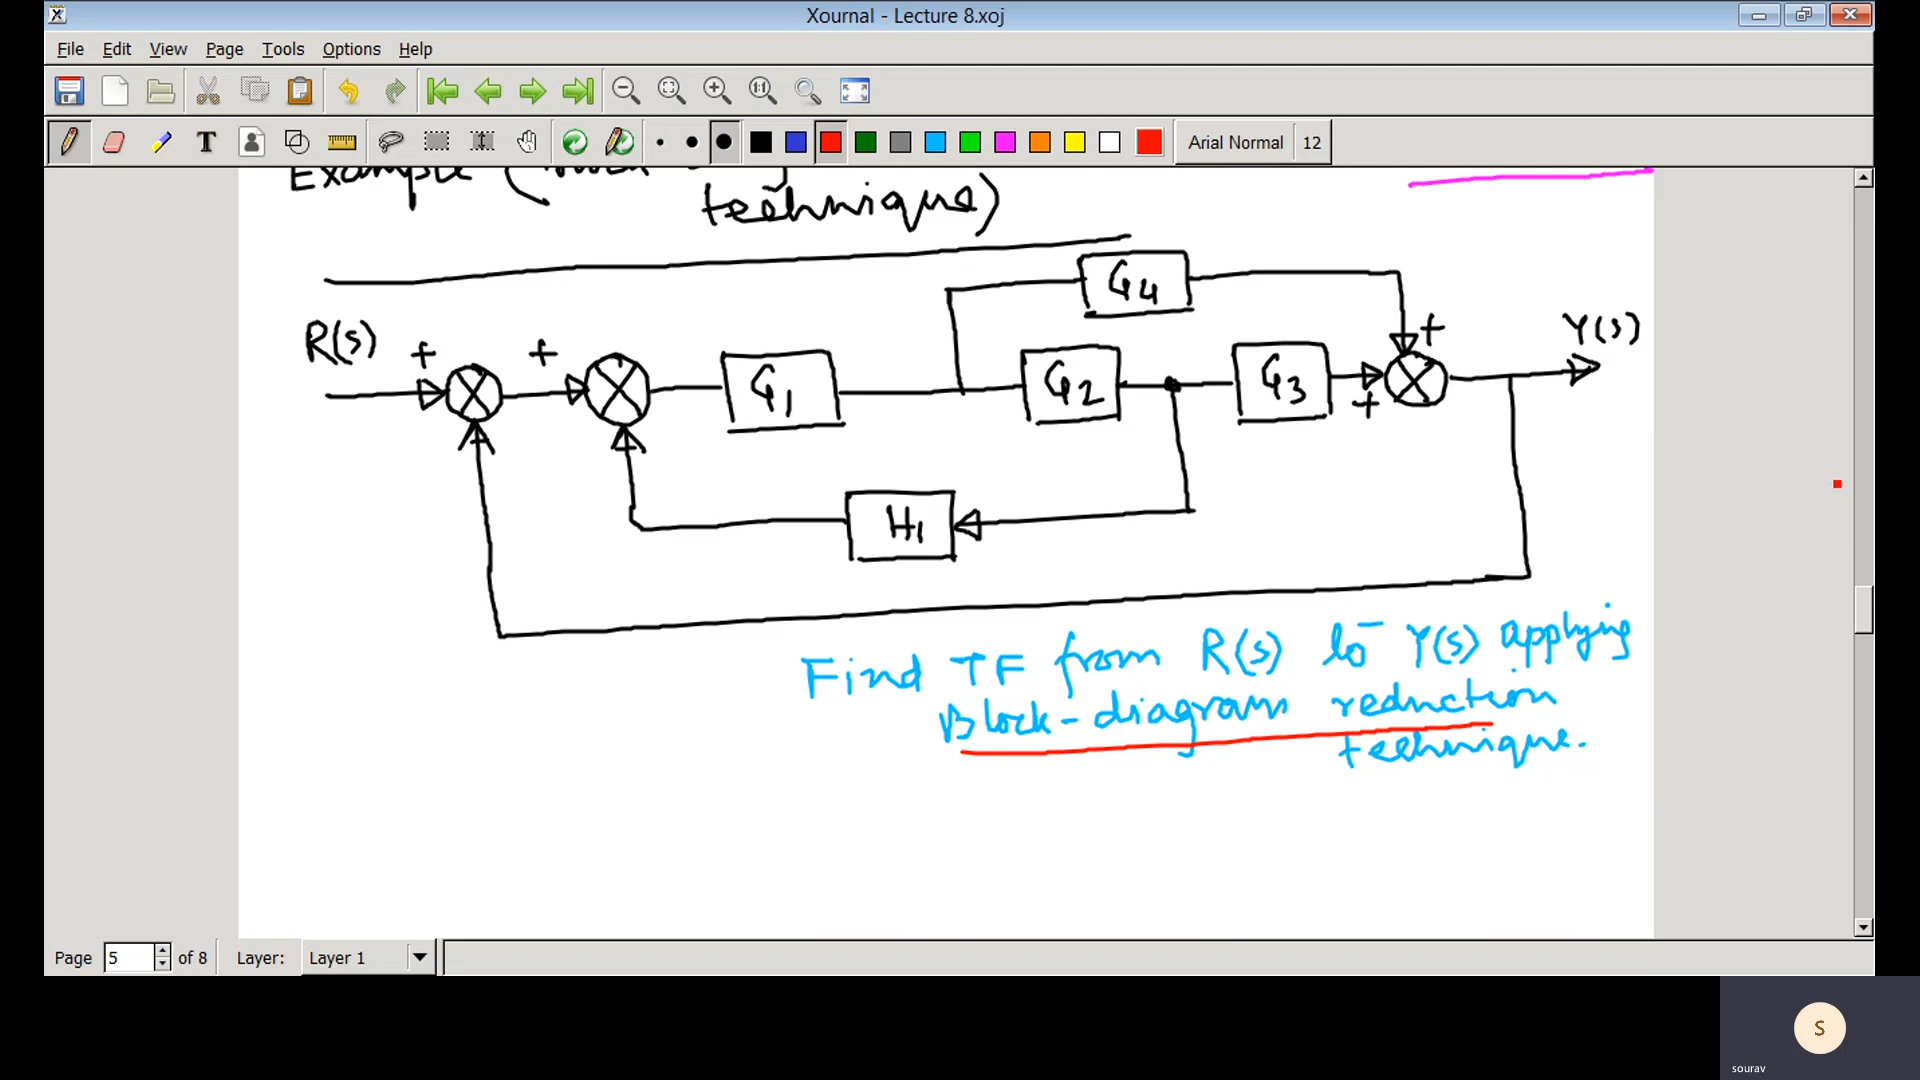 Xournal - Lecture 8.xoj
File Edit View Page Tools Options Help
Arial Normal 12
Example (
technique)
G4
R(s) + + + Y(s)
G1 G2 G3
+
+ +
H1
Find TF from R(s) to Y(s) applying
Block-diagram reduction
technique.
Page 5 of 8 Layer: Layer 1
S
sourav